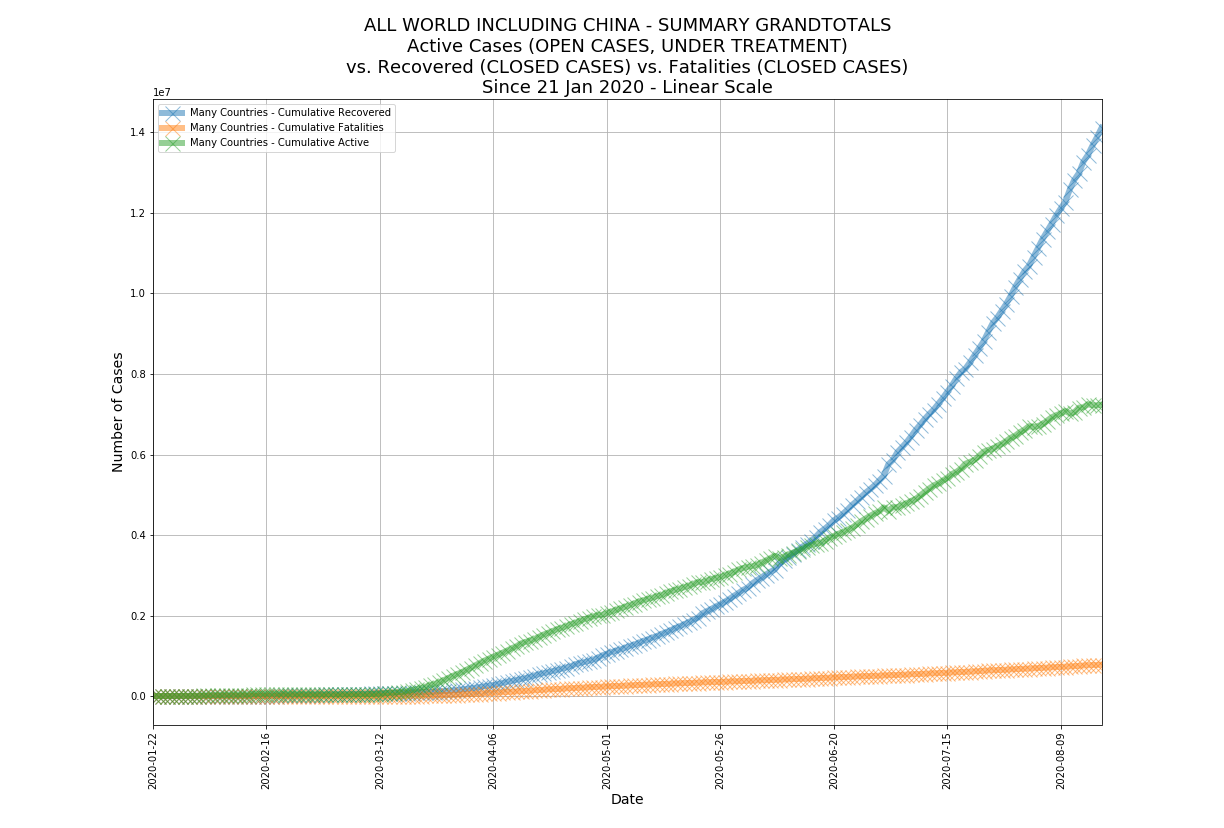 ALL WORLD INCLUDING CHINA - SUMMARY GRANDTOTALS
Active Cases (OPEN CASES, UNDER TREATMENT)
vs. Recovered (CLOSED CASES) vs. Fatalities (CLOSED CASES)
Since 21 Jan 2020 - Linear Scale
1e7
Many Countries - Cumulative Recovered
Many Countries - Cumulative Fatalities
Many Countries - Cumulative Active
1.4
1.2
1.0
0.8
0.6
0.4
0.2
0.0
Number of Cases
2020-01-22
2020-02-16
2020-03-12
2020-04-06
2020-05-01
2020-05-26
2020-06-20
2020-07-15
2020-08-09
Date